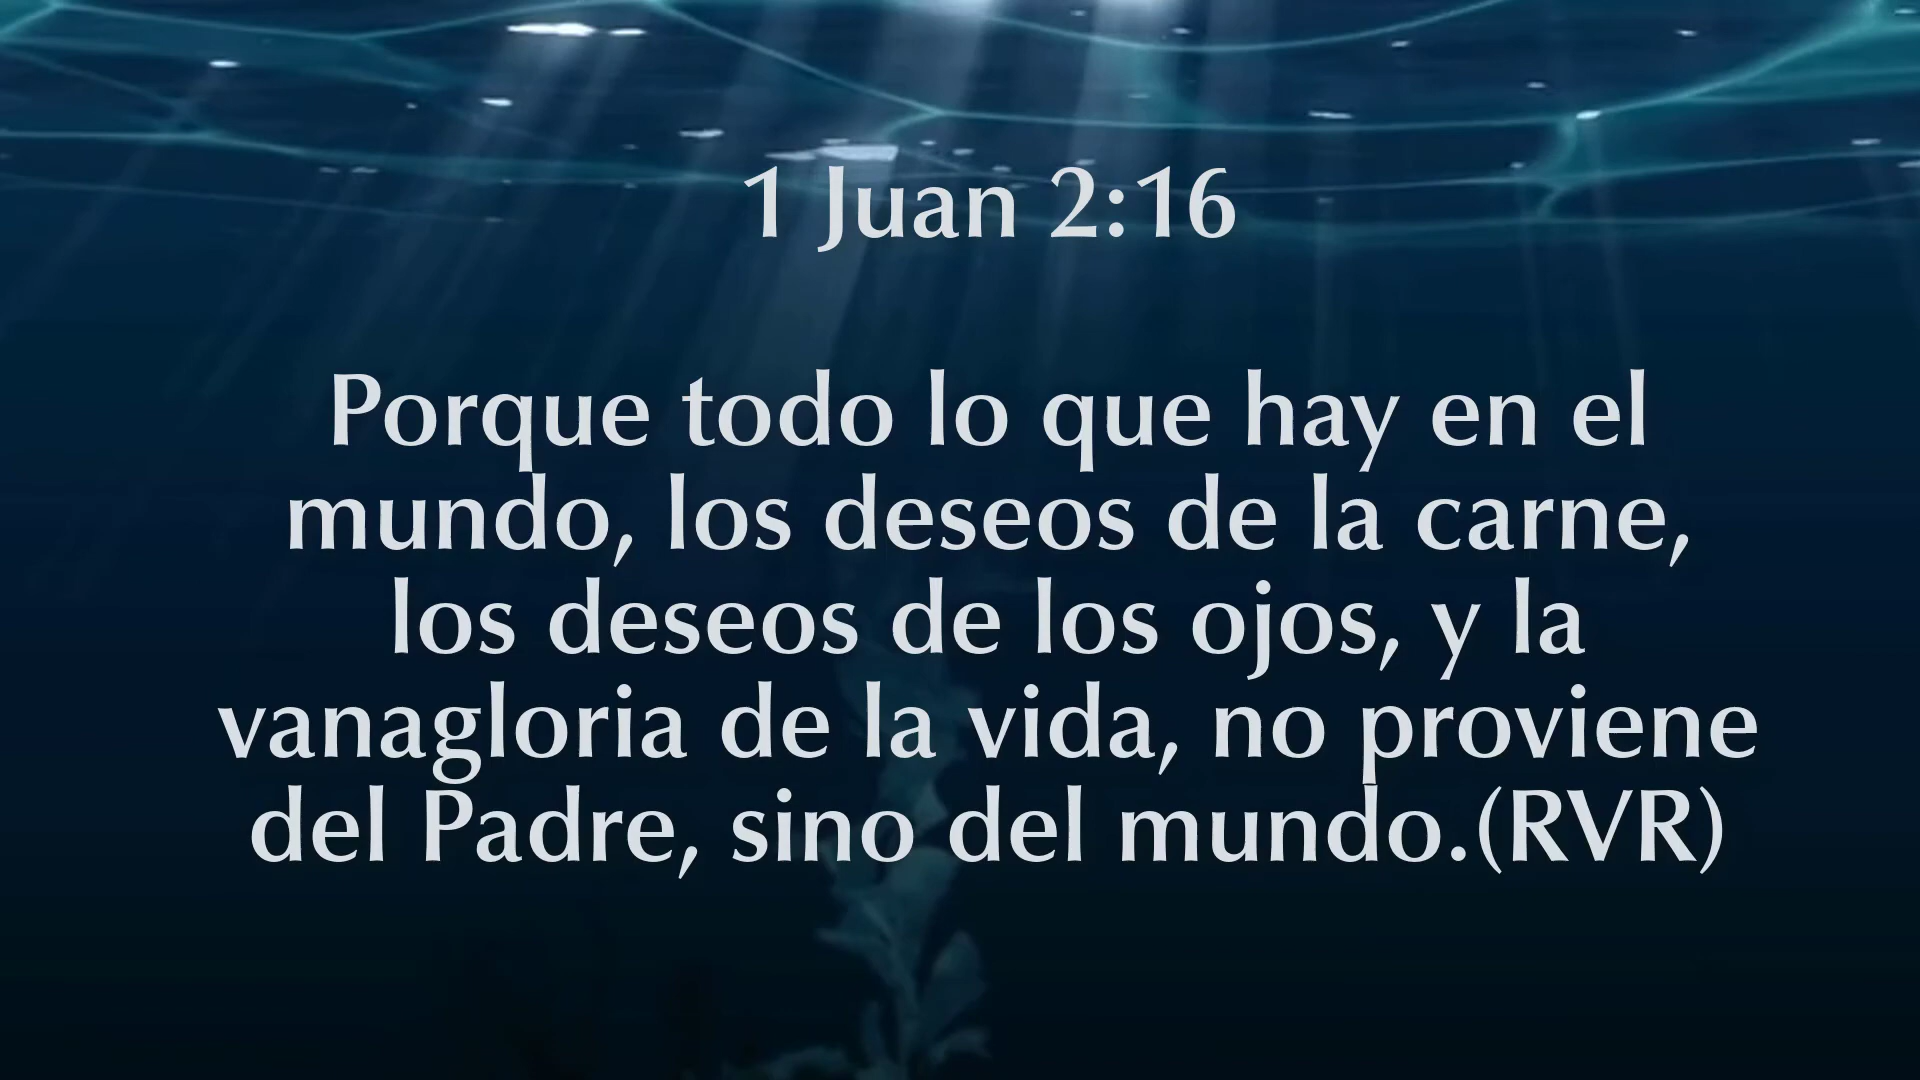 1 Juan 2:16
Porque todo lo que hay en el
mundo, los deseos de la carne,
los deseos de los ojos, y la
vanagloria de la vida, no proviene
del Padre, sino del mundo.(RVR)